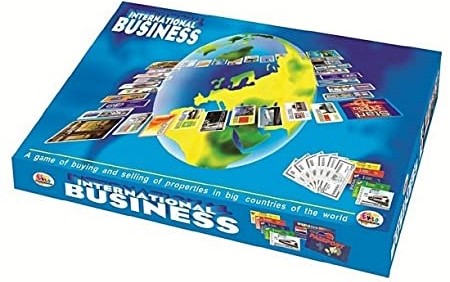 INTERNATIONAL
BUSINESS
A game of buying and selling of properties in big countries of the world
INTERNATIONAL
BUSINESS